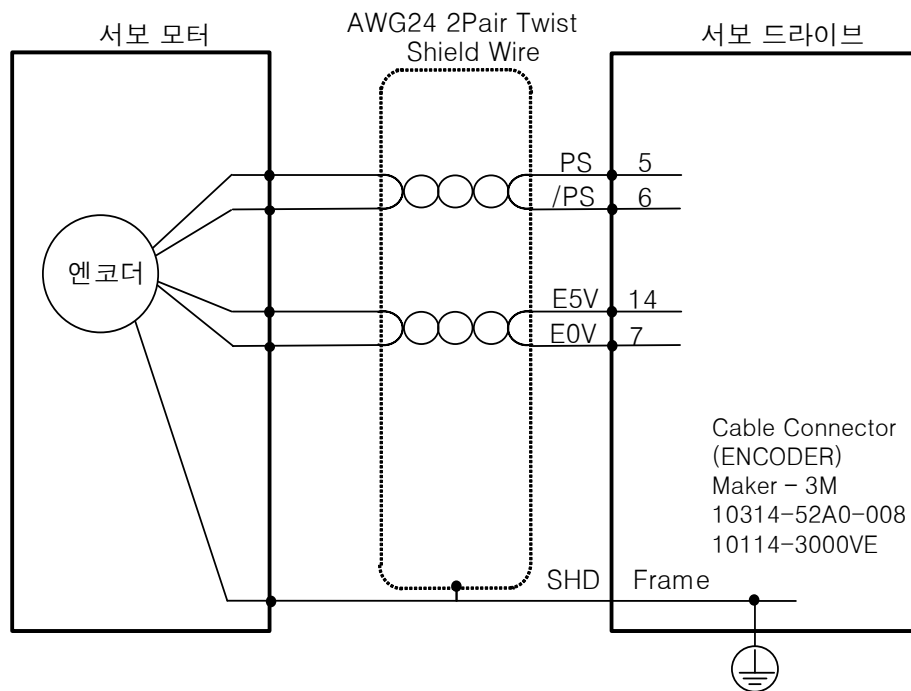 서보 모터
AWG24 2Pair Twist
Shield Wire
서보 드라이브
PS 5
/PS 6
엔코더
E5V 14
E0V 7
Cable Connector
(ENCODER)
Maker - 3M
10314-52A0-008
10114-3000VE
SHD Frame